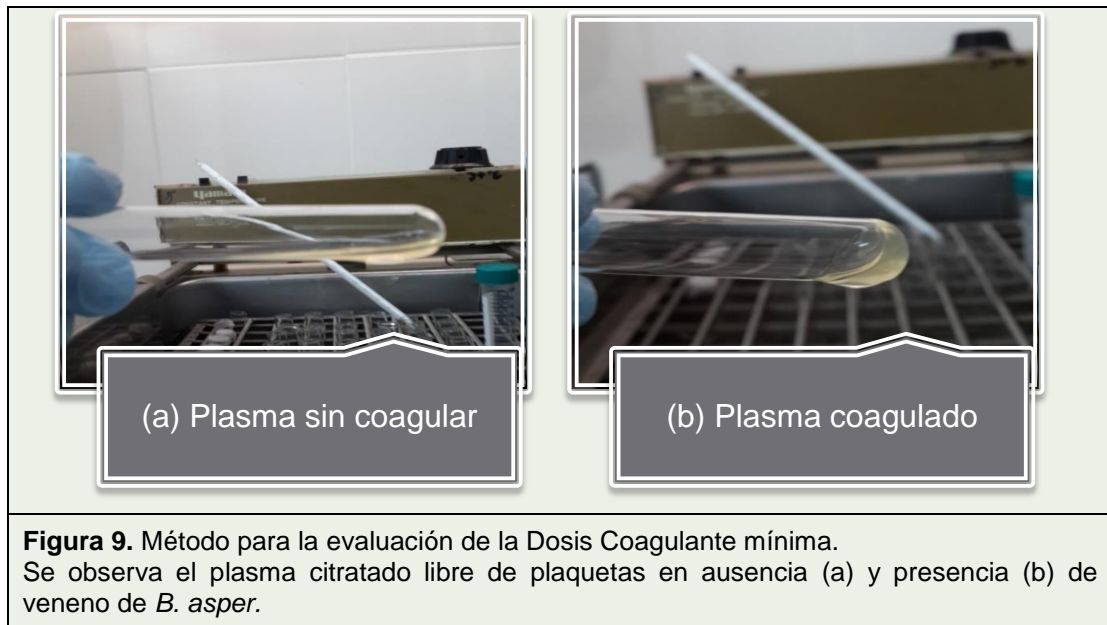 (a) Plasma sin coagular
(b) Plasma coagulado
Figura 9. Método para la evaluación de la Dosis Coagulante mínima.
Se observa el plasma citratado libre de plaquetas en ausencia (a) y presencia (b) de
veneno de B. asper.